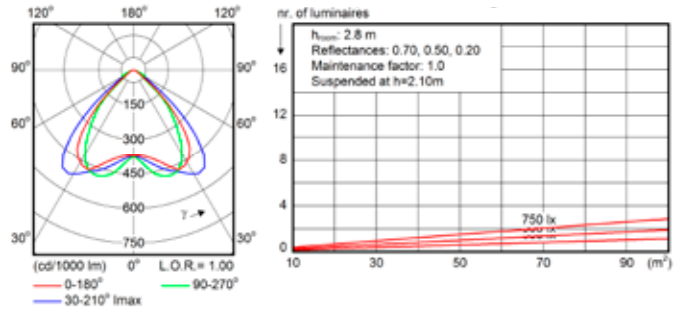 120° 180° 120°
90° 90°
150
60° 300 60°
450
600
γ
30° 750 30°
(cd/1000 lm) 0° L.O.R.= 1.00
0-180° 90-270°
30-210° Imax
nr. of luminaires
h room: 2.8 m
Reflectances: 0.70, 0.50, 0.20
Maintenance factor: 1.0
Suspended at h=2.10m
16
12
8
4
750 lx
lx
0
10 30 50 70 90 (m²)